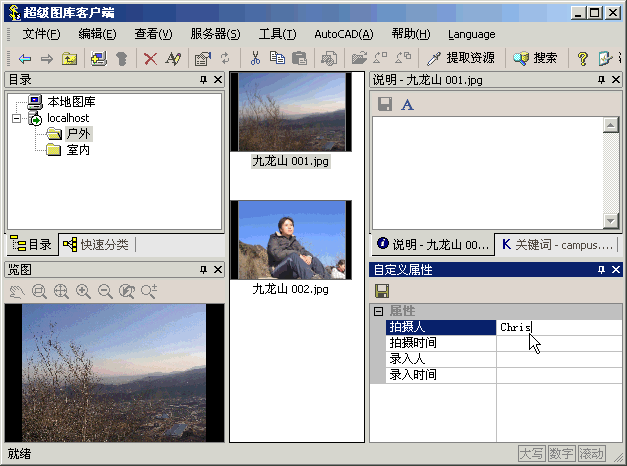 超级图库客户端
文件(F) 编辑(E) 查看(V) 服务器(S) 工具(T) AutoCAD(A) 帮助(H) Language
提取资源 搜索
目录
本地图库
localhost
户外
室内
目录 快速分类
览图
九龙山 001.jpg
九龙山 002.jpg
说明 - 九龙山 001.jpg
A
说明 - 九龙山 00... K 关键词 - campus....
自定义属性
属性
拍摄人 Chris
拍摄时间
录入人
录入时间
就绪 大写 数字 滚动